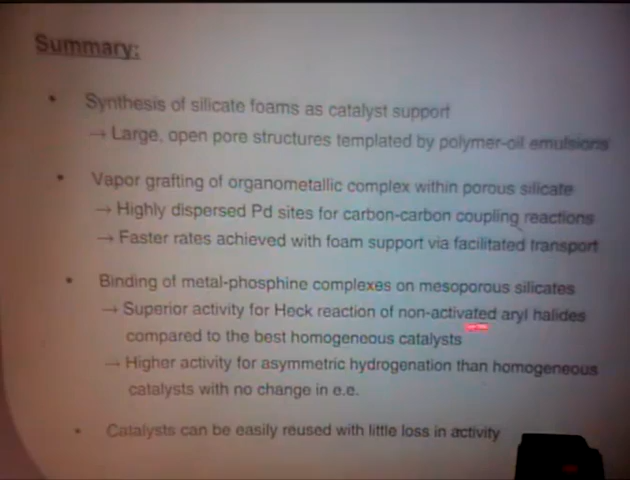 Summary:
• Synthesis of silicate foams as catalyst support
→ Large, open pore structures templated by polymer-oil emulsions
• Vapor grafting of organometallic complex within porous silicate
→ Highly dispersed Pd sites for carbon-carbon coupling reactions
→ Faster rates achieved with foam support via facilitated transport
• Binding of metal-phosphine complexes on mesoporous silicates
→ Superior activity for Heck reaction of non-activated aryl halides
compared to the best homogeneous catalysts
→ Higher activity for asymmetric hydrogenation than homogeneous
catalysts with no change in e.e.
• Catalysts can be easily reused with little loss in activity